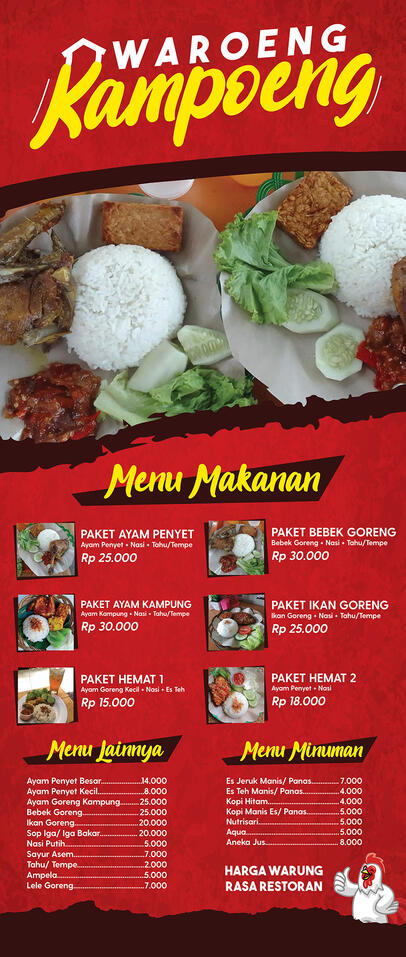 WAROENG
Kampoeng
Menu Makanan
PAKET AYAM PENYET
Ayam Penyet + Nasi + Tahu/Tempe
Rp 25.000
PAKET BEBEK GORENG
Bebek Goreng + Nasi + Tahu/Tempe
Rp 30.000
PAKET AYAM KAMPUNG
Ayam Kampung + Nasi + Tahu/Tempe
Rp 30.000
PAKET IKAN GORENG
Ikan Goreng + Nasi + Tahu/Tempe
Rp 25.000
PAKET HEMAT 1
Ayam Goreng Kecil + Nasi + Es Teh
Rp 15.000
PAKET HEMAT 2
Ayam Penyet + Nasi
Rp 18.000
Menu Lainnya
Ayam Penyet Besar.................14.000
Ayam Penyet Kecil...................8.000
Ayam Goreng Kampung........ 25.000
Bebek Goreng.........................25.000
Ikan Goreng............................20.000
Sop Iga/ Iga Bakar................ 20.000
Nasi Putih.................................5.000
Sayur Asem..............................7.000
Tahu/ Tempe............................2.000
Ampela.....................................5.000
Lele Goreng..............................7.000
Menu Minuman
Es Jeruk Manis/ Panas............ 7.000
Es Teh Manis/ Panas................4.000
Kopi Hitam...............................4.000
Kopi Manis Es/ Panas.............. 5.000
Nutrisari...................................5.000
Aqua.........................................5.000
Aneka Jus.................................8.000
HARGA WARUNG
RASA RESTORAN